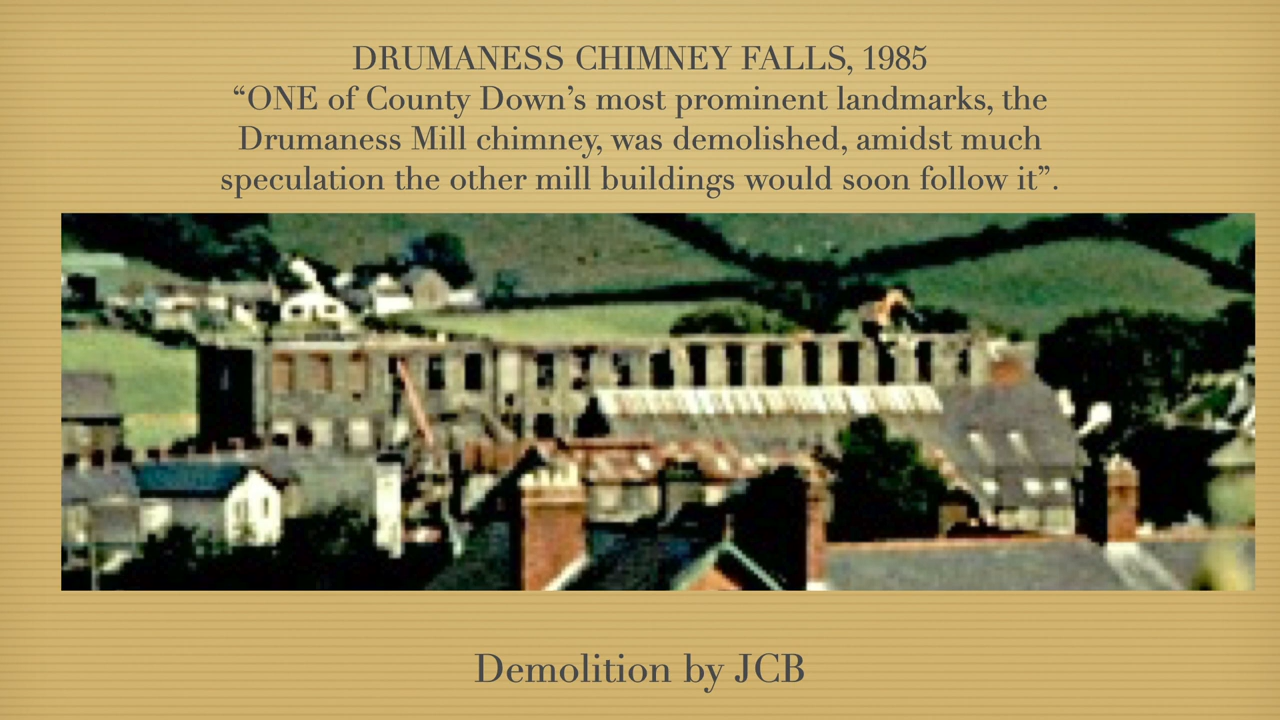 DRUMANESS CHIMNEY FALLS, 1985
“ONE of County Down’s most prominent landmarks, the
Drumaness Mill chimney, was demolished, amidst much
speculation the other mill buildings would soon follow it”.
Demolition by JCB